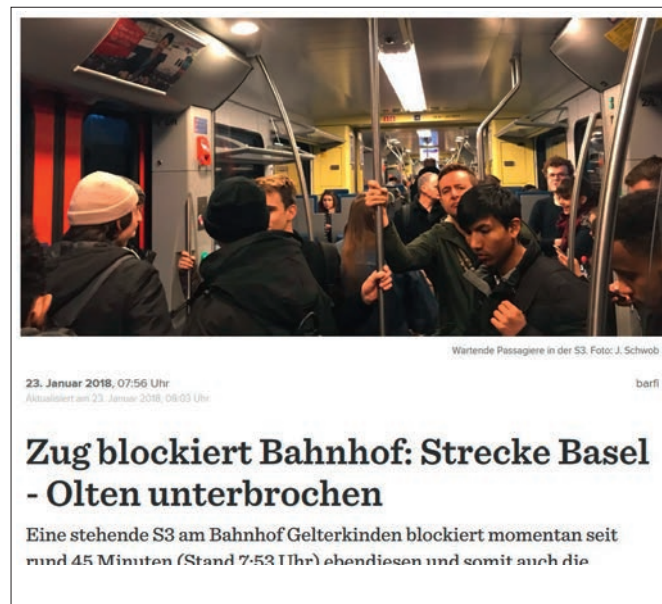 Wartende Passagiere in der S3. Foto: J. Schwob
23. Januar 2018, 07:56 Uhr
barfi
Aktualisiert am 23. Januar 2018, 08:03 Uhr
Zug blockiert Bahnhof: Strecke Basel
- Olten unterbrochen
Eine stehende S3 am Bahnhof Gelterkinden blockiert momentan seit
rund 45 Minuten (Stand 7:53 Uhr) ebendiesen und somit auch die